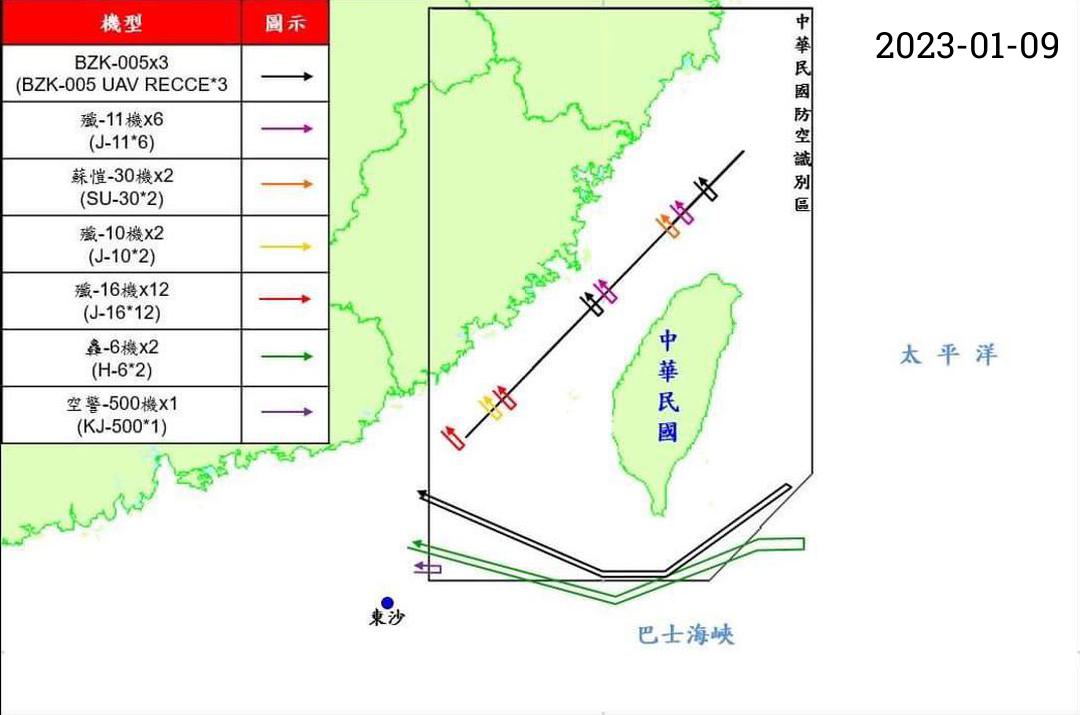 機型 圖示
2023-01-09
BZK-005x3
(BZK-005 UAV RECCE*3
殲-11機x6
(J-11*6)
蘇愷-30機x2
(SU-30*2)
殲-10機x2
(J-10*2)
殲-16機x12
(J-16*12)
轟-6機x2
(H-6*2)
空警-500機x1
(KJ-500*1)
中華民國防空識別區
中華民國
太平洋
東沙
巴士海峽